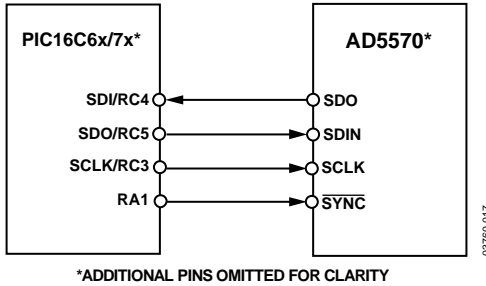 PIC16C6x/7x*
AD5570*
SDI/RC4
SDO
SDO/RC5
SDIN
SCLK/RC3
SCLK
RA1
SYNC
*ADDITIONAL PINS OMITTED FOR CLARITY